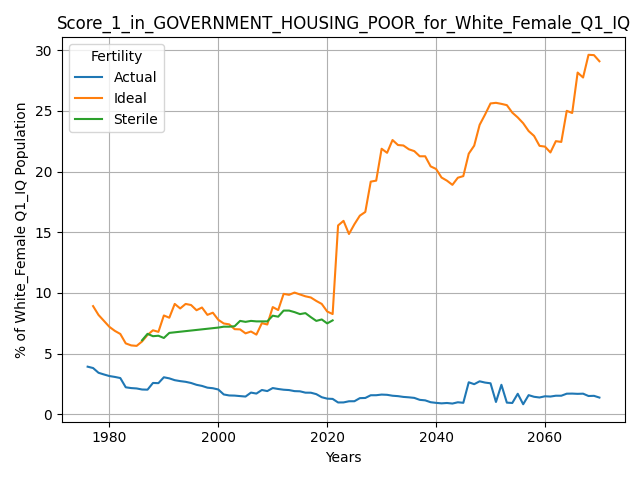 Score_1_in_GOVERNMENT_HOUSING_POOR_for_White_Female_Q1_IQ
Fertility
Actual
Ideal
Sterile
% of White_Female Q1_IQ Population
30
25
20
15
10
5
0
1980 2000 2020 2040 2060
Years